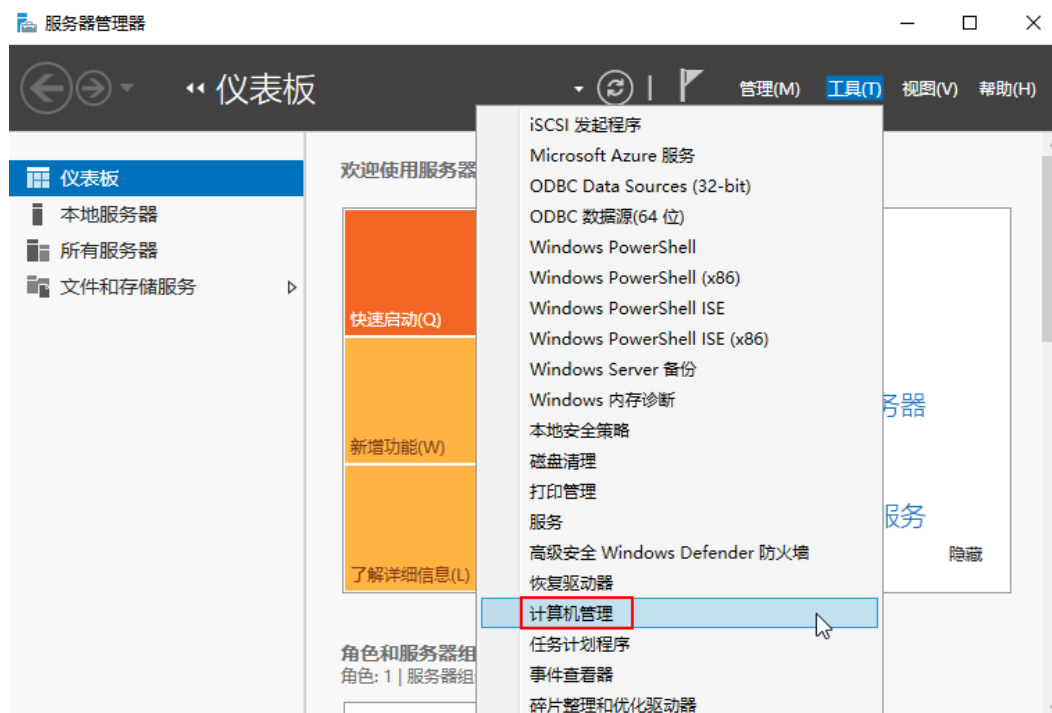 服务器管理器
仪表板
管理(M) 工具(T) 视图(V) 帮助(H)
仪表板
本地服务器
所有服务器
文件和存储服务
欢迎使用服务器
快速启动(Q)
新增功能(W)
了解详细信息(L)
务器
服务
隐藏
角色和服务器组
角色: 1 | 服务器组
iSCSI 发起程序
Microsoft Azure 服务
ODBC Data Sources (32-bit)
ODBC 数据源(64 位)
Windows PowerShell
Windows PowerShell (x86)
Windows PowerShell ISE
Windows PowerShell ISE (x86)
Windows Server 备份
Windows 内存诊断
本地安全策略
磁盘清理
打印管理
服务
高级安全 Windows Defender 防火墙
恢复驱动器
计算机管理
任务计划程序
事件查看器
碎片整理和优化驱动器